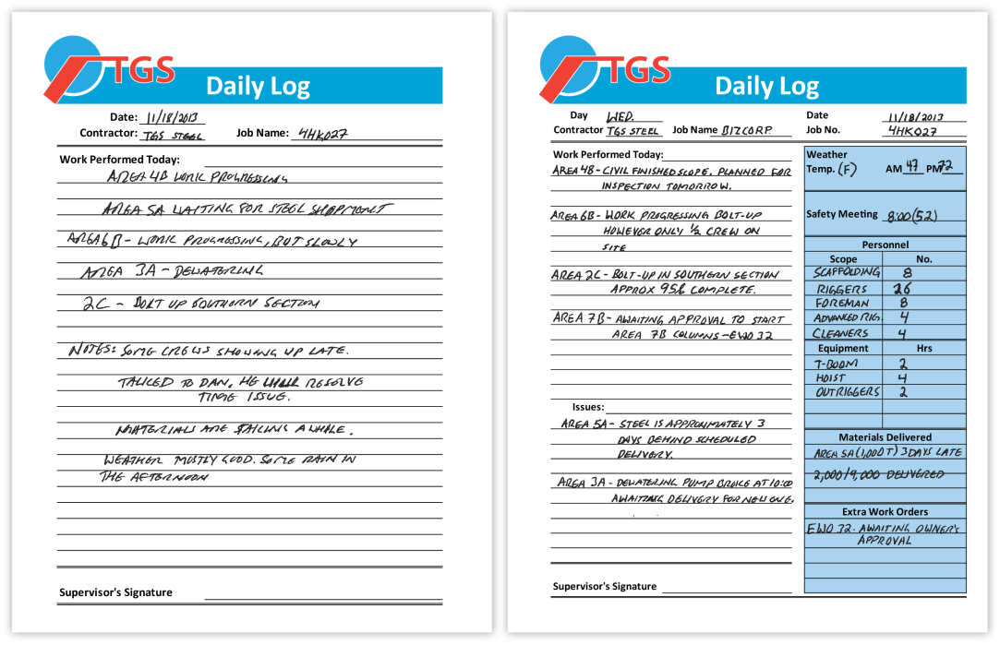 TGS
Daily Log
Date: 11/18/2013
Contractor: TGS STEEL Job Name: 4HK027
Work Performed Today:
AREA 4B WORK PROGRESSING
AREA 5A WAITING FOR STEEL SHIPMENT
AREA 6B - WORK PROGRESSING, BUT SLOWLY
AREA 3A - DEWATERING
2C - BOLT UP SOUTHERN SECTION
NOTES: SOME CREWS SHOWING UP LATE.
TALKED TO DAN, HE WILL RESOLVE
TIME ISSUE.
MATERIALS ARE TAKING A WHILE.
WEATHER MOSTLY GOOD. SOME RAIN IN
THE AFTERNOON
Supervisor's Signature
TGS
Daily Log
Day WED. Date 11/18/2013
Contractor TGS STEEL Job Name BIZCORP Job No. 4HK027
Work Performed Today:
AREA 4B - CIVIL FINISHED SLOPE. PLANNED FOR
INSPECTION TOMORROW.
AREA 6B - WORK PROGRESSING BOLT-UP
HOWEVER ONLY 1/2 CREW ON
SITE
AREA 2C - BOLT-UP IN SOUTHERN SECTION
APPROX 95% COMPLETE.
AREA 7B - AWAITING APPROVAL TO START
AREA 7B COLUMNS - EWO 32
Issues:
AREA 5A - STEEL IS APPROXIMATELY 3
DAYS BEHIND SCHEDULED
DELIVERY.
AREA 3A - DEWATERING PUMP BROKE AT 10:00
AWAITING DELIVERY FOR NEW ONE.
Supervisor's Signature
Weather
Temp. (F) AM 47 PM 72
Safety Meeting 8:00 (52)
Personnel
Scope No.
SCAFFOLDING 8
RIGGERS 26
FOREMAN 8
ADVANCED RIG. 4
CLEANERS 4
Equipment Hrs
T-BOOM 2
HOIST 4
OUTRIGGERS 2
Materials Delivered
AREA 5A (1,000 T) 3 DAYS LATE
2,000/9,000 DELIVERED
Extra Work Orders
EWO 32 - AWAITING OWNER'S
APPROVAL